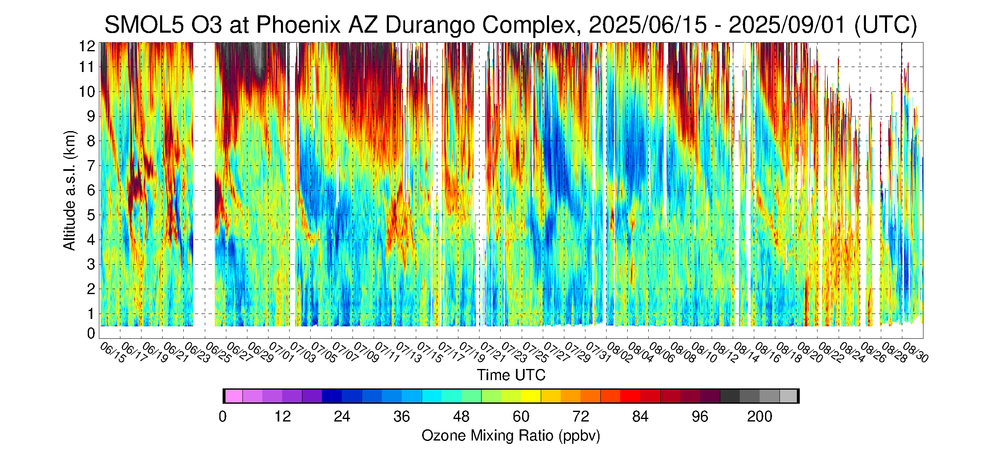 SMOL5 O3 at Phoenix AZ Durango Complex, 2025/06/15 - 2025/09/01 (UTC)
12
11
10
9
8
7
6
5
4
3
2
1
0
Altitude a.s.l. (km)
06/15 06/17 06/19 06/21 06/23 06/25 06/27 06/29 07/01 07/03 07/05 07/07 07/09 07/11 07/13 07/15 07/17 07/19 07/21 07/23 07/25 07/27 07/29 07/31 08/02 08/04 08/06 08/08 08/10 08/12 08/14 08/16 08/18 08/20 08/22 08/24 08/26 08/28 08/30
Time UTC
0 12 24 36 48 60 72 84 96 200
Ozone Mixing Ratio (ppbv)